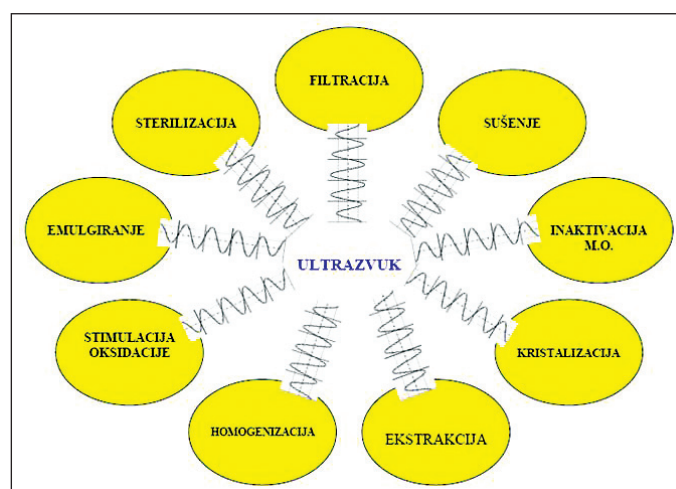 FILTRACIJA
STERILIZACIJA
SUŠENJE
EMULGIRANJE
INAKTIVACIJA
M.O.
ULTRAZVUK
STIMULACIJA
OKSIDACIJE
KRISTALIZACIJA
HOMOGENIZACIJA
EKSTRAKCIJA